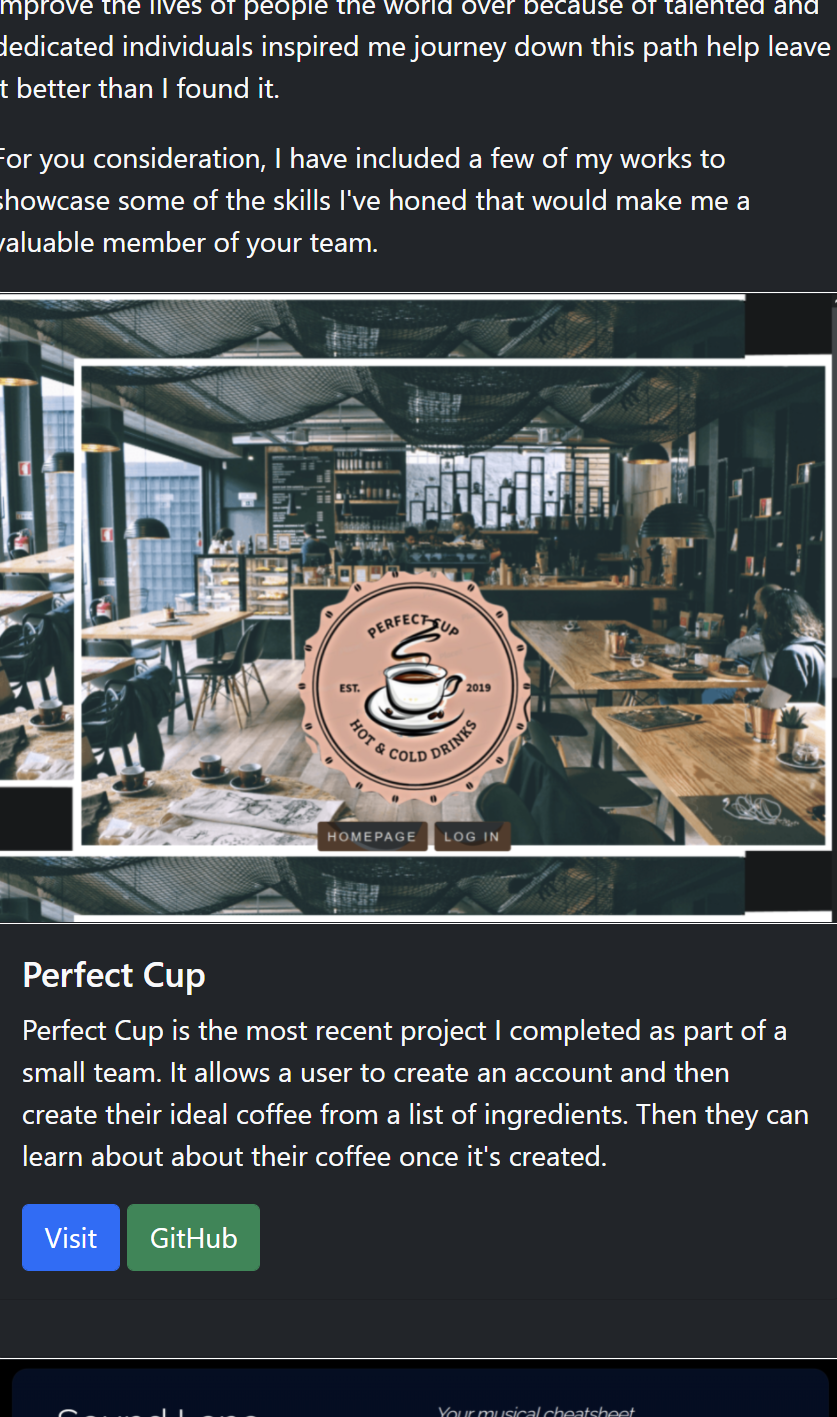 improve the lives of people the world over because of talented and
dedicated individuals inspired me journey down this path help leave
it better than I found it.
For you consideration, I have included a few of my works to
showcase some of the skills I've honed that would make me a
valuable member of your team.
PERFECT CUP
EST. 2019
HOT & COLD DRINKS
HOMEPAGE LOG IN
Perfect Cup
Perfect Cup is the most recent project I completed as part of a
small team. It allows a user to create an account and then
create their ideal coffee from a list of ingredients. Then they can
learn about about their coffee once it's created.
Visit GitHub
Your musical cheatsheet